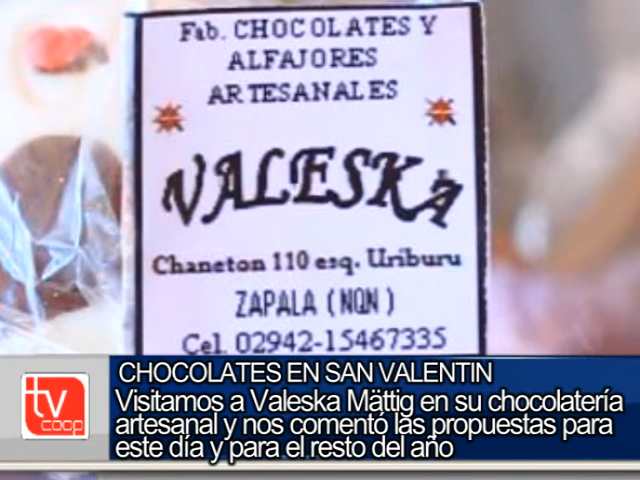 Fab. CHOCOLATES Y
ALFAJORES
ARTESANALES
VALESKA
Chaneton 110 esq. Uriburu
ZAPALA (NQN)
Cel. 02942-15467335
tv
coop
CHOCOLATES EN SAN VALENTIN
Visitamos a Valeska Mättig en su chocolatería
artesanal y nos comentó las propuestas para
este día y para el resto del año